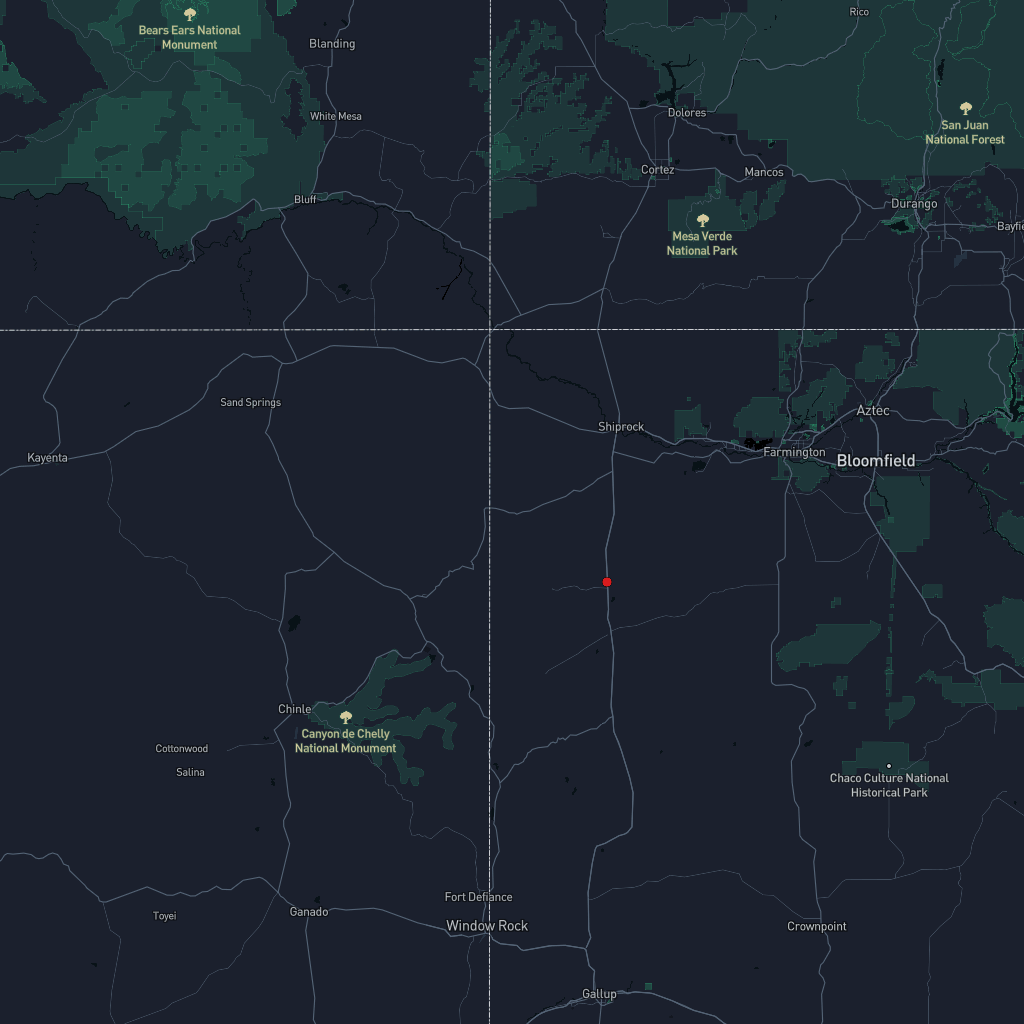 Rico
Bears Ears National
Monument
Blanding
White Mesa
Dolores
San Juan
National Forest
Cortez
Mancos
Bluff
Durango
Bayfie
Mesa Verde
National Park
Sand Springs
Aztec
Shiprock
Kayenta
Farmington
Bloomfield
Chinle
Canyon de Chelly
National Monument
Cottonwood
Salina
Chaco Culture National
Historical Park
Fort Defiance
Toyei
Ganado
Window Rock
Crownpoint
Gallup